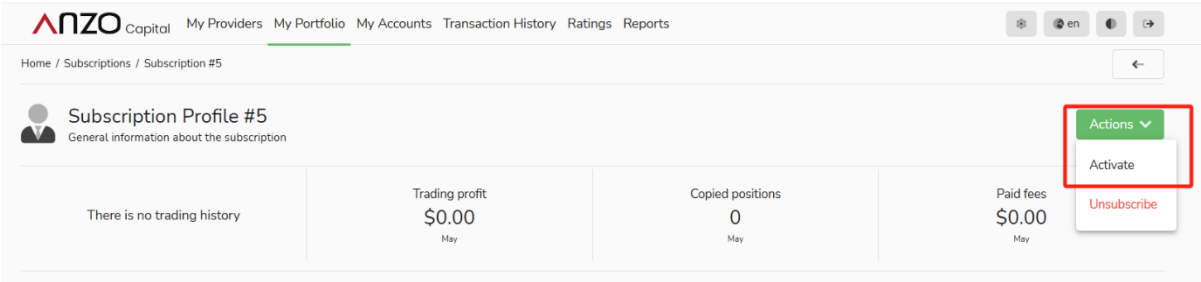 ANZO Capital My Providers My Portfolio My Accounts Transaction History Ratings Reports en
Home / Subscriptions / Subscription #5
Subscription Profile #5
General information about the subscription
Actions
Activate
Unsubscribe
There is no trading history
Trading profit
$0.00
May
Copied positions
0
May
Paid fees
$0.00
May